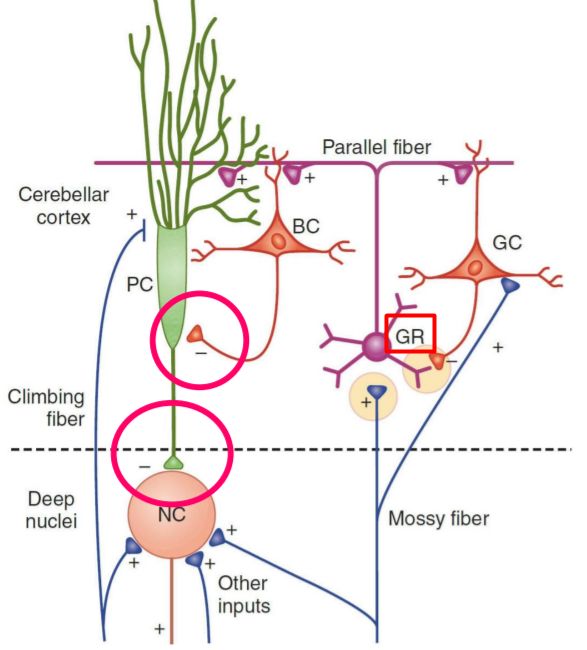 Parallel fiber
+
+
+
Cerebellar
cortex
+
BC
GC
PC
GR
–
–
+
Climbing
fiber
+
–
Deep
nuclei
NC
Mossy fiber
+
+
+
Other
inputs
+